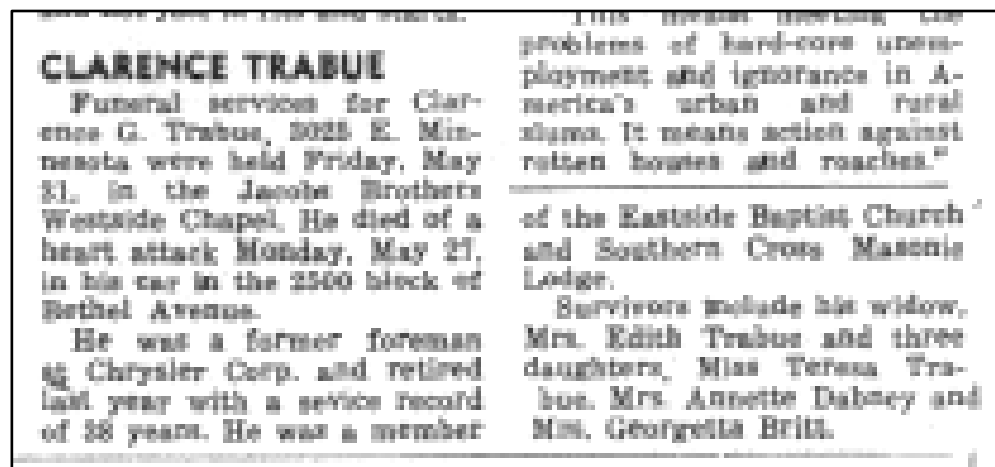 CLARENCE TRABUE
Funeral services for Clar-
ence G. Trabue, 5025 E. Min-
nesota were held Friday, May
31, in the Jacobs Brothers
Westside Chapel. He died of a
heart attack Monday, May 27,
in his car in the 2500 block of
Bethel Avenue.
He was a former foreman
at Chrysler Corp. and retired
last year with a sevice record
of 38 years. He was a member
This means meeting the
problems of hard-core unem-
ployment and ignorance in A-
merica's urban and rural
slums. It means action against
rotten houses and roaches."
of the Eastside Baptist Church
and Southern Cross Masonic
Lodge.
Survivors include his widow,
Mrs. Edith Trabue and three
daughters, Miss Teresa Tra-
bue, Mrs. Annette Dabney and
Mrs. Georgetta Britt.